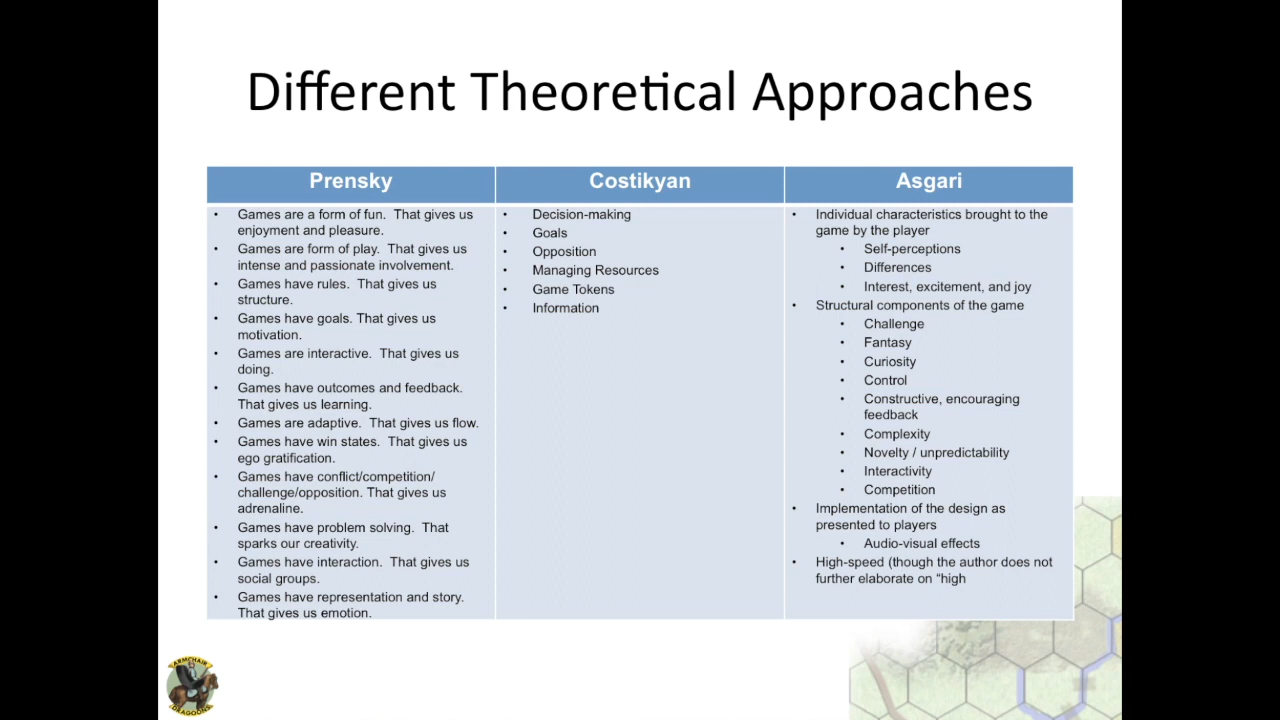 Different Theoretical Approaches
Prensky
Costikyan
Asgari
• Games are a form of fun.  That gives us
enjoyment and pleasure.
• Games are form of play.  That gives us
intense and passionate involvement.
• Games have rules.  That gives us
structure.
• Games have goals. That gives us
motivation.
• Games are interactive.  That gives us
doing.
• Games have outcomes and feedback.
That gives us learning.
• Games are adaptive.  That gives us flow.
• Games have win states.  That gives us
ego gratification.
• Games have conflict/competition/
challenge/opposition. That gives us
adrenaline.
• Games have problem solving.  That
sparks our creativity.
• Games have interaction.  That gives us
social groups.
• Games have representation and story.
That gives us emotion.
• Decision-making
• Goals
• Opposition
• Managing Resources
• Game Tokens
• Information
• Individual characteristics brought to the
game by the player
• Self-perceptions
• Differences
• Interest, excitement, and joy
• Structural components of the game
• Challenge
• Fantasy
• Curiosity
• Control
• Constructive, encouraging
feedback
• Complexity
• Novelty / unpredictability
• Interactivity
• Competition
• Implementation of the design as
presented to players
• Audio-visual effects
• High-speed (though the author does not
further elaborate on “high
ARMCHAIR
DRAGOONS